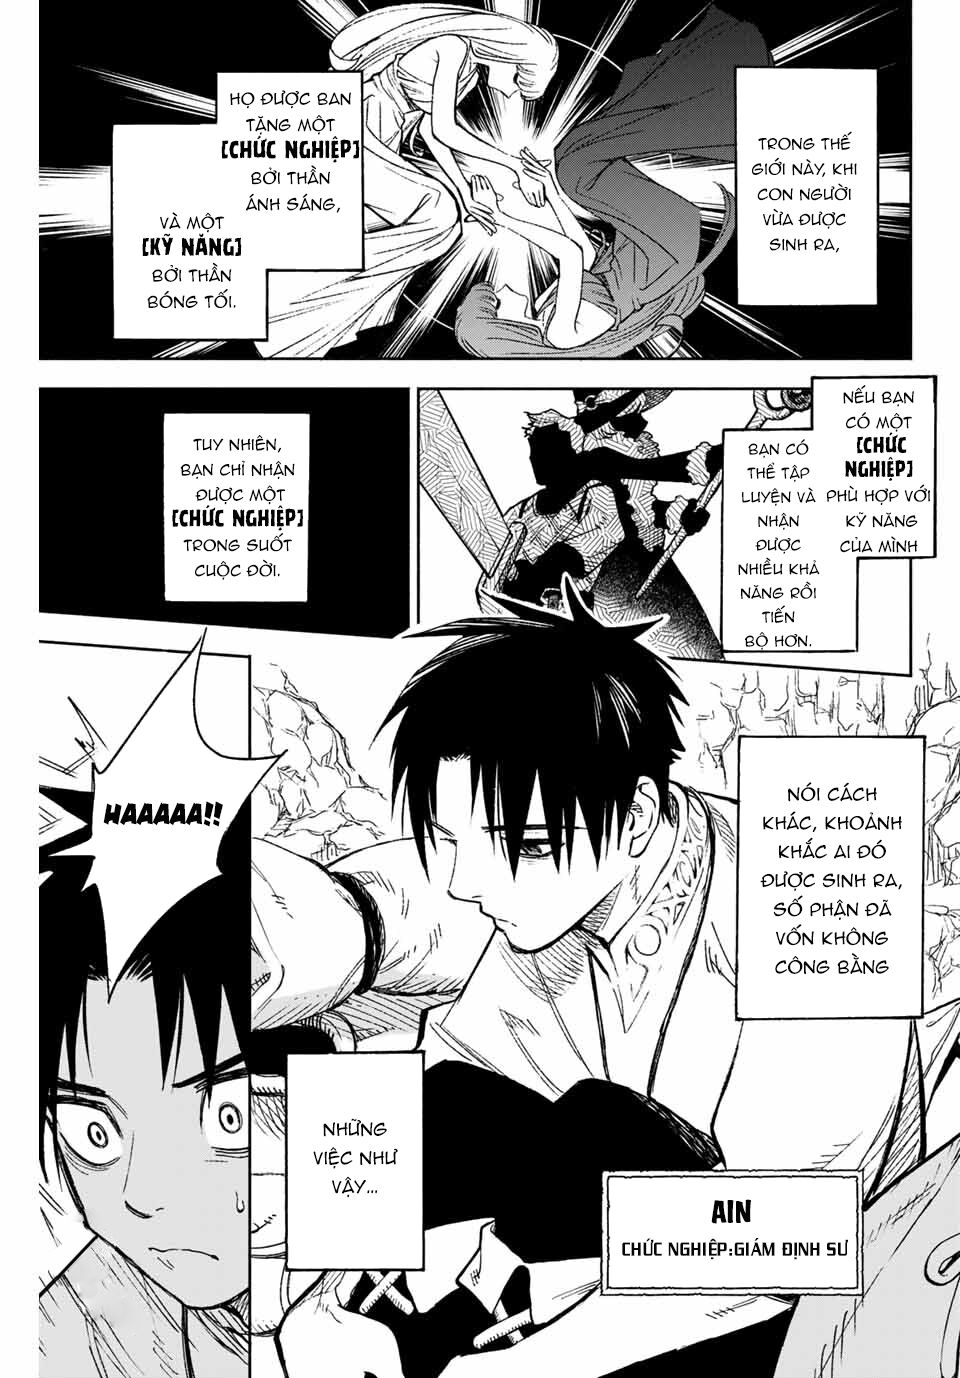 TRONG THẾ
GIỚI NÀY, KHI
CON NGƯỜI
VỪA ĐƯỢC
SINH RA,
HỌ ĐƯỢC BAN
TẶNG MỘT
[CHỨC NGHIỆP]
BỞI THẦN
ÁNH SÁNG,
VÀ MỘT
[KỸ NĂNG]
BỞI THẦN
BÓNG TỐI.
NẾU BẠN
CÓ MỘT
[CHỨC
NGHIỆP]
PHÙ HỢP VỚI
KỸ NĂNG
CỦA MÌNH
BẠN CÓ
THỂ TẬP
LUYỆN VÀ
NHẬN
ĐƯỢC
NHIỀU KHẢ
NĂNG RỒI
TIẾN
BỘ HƠN.
TUY NHIÊN,
BẠN CHỈ NHẬN
ĐƯỢC MỘT
[CHỨC NGHIỆP]
TRONG SUỐT
CUỘC ĐỜI.
NÓI CÁCH
KHÁC, KHOẢNH
KHẮC AI ĐÓ
ĐƯỢC SINH RA,
SỐ PHẬN ĐÃ
VỐN KHÔNG
CÔNG BẰNG
NHỮNG
VIỆC NHƯ
VẬY...
AIN
CHỨC NGHIỆP:GIÁM ĐỊNH SƯ
HAAAAA!!